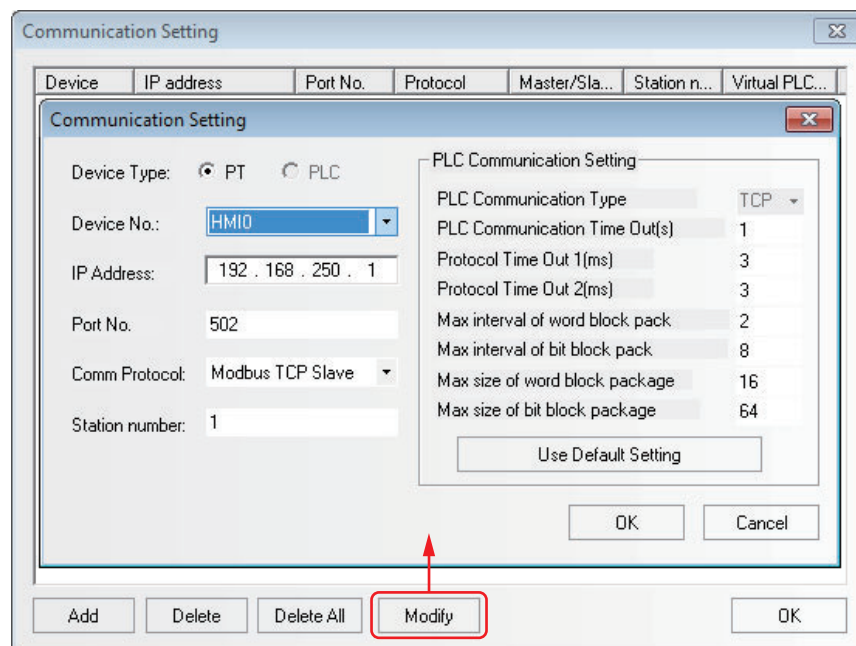 Communication Setting
Device IP address Port No. Protocol Master/Sla... Station n... Virtual PLC...
Communication Setting
Device Type: PT PLC
Device No.: HMI0
IP Address: 192 . 168 . 250 . 1
Port No. 502
Comm Protocol: Modbus TCP Slave
Station number: 1
PLC Communication Setting
PLC Communication Type TCP
PLC Communication Time Out(s) 1
Protocol Time Out 1(ms) 3
Protocol Time Out 2(ms) 3
Max interval of word block pack 2
Max interval of bit block pack 8
Max size of word block package 16
Max size of bit block package 64
Use Default Setting
OK Cancel
Add Delete Delete All Modify OK